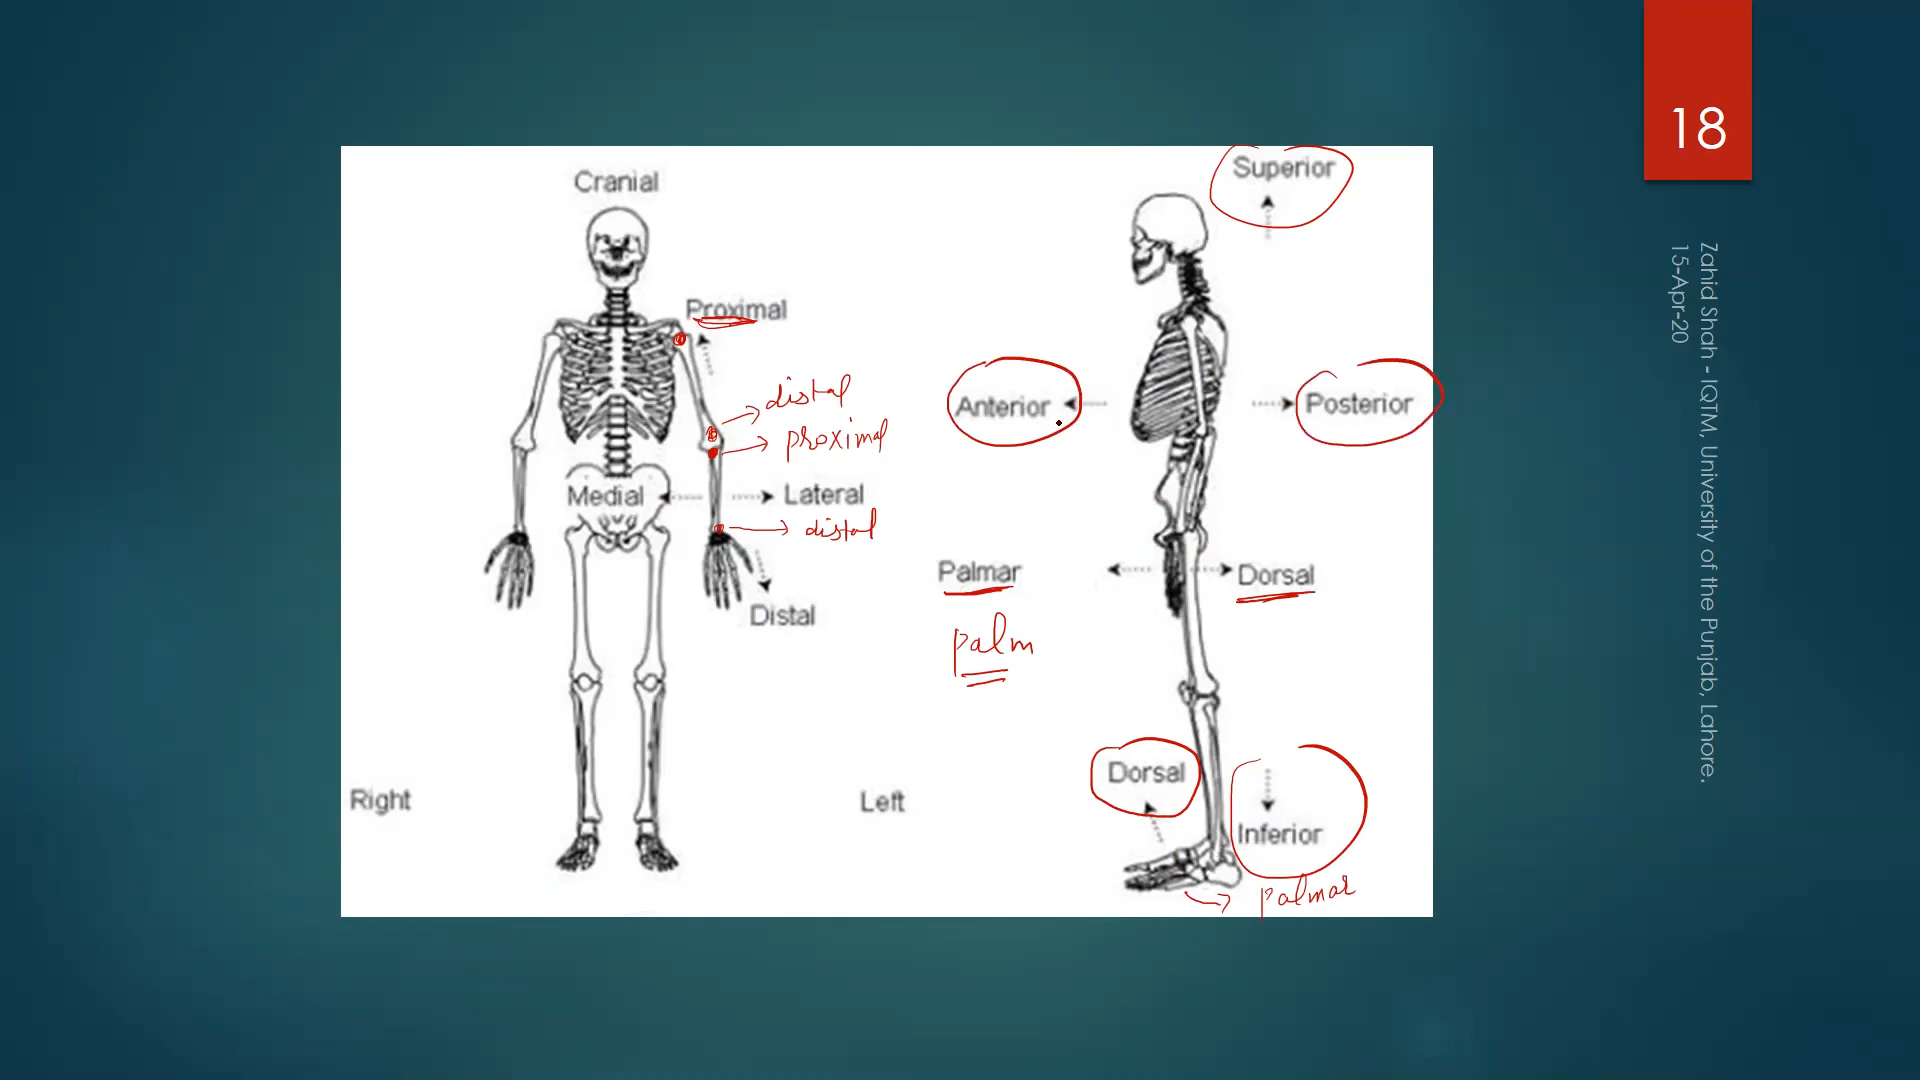 18
Zahid Shah - IQTM, University of the Punjab, Lahore.
15-Apr-20
Cranial
Proximal
distal
proximal
Medial
Lateral
distal
Distal
Right
Left
Superior
Anterior
Posterior
Palmar
Dorsal
palm
Dorsal
Inferior
palmar